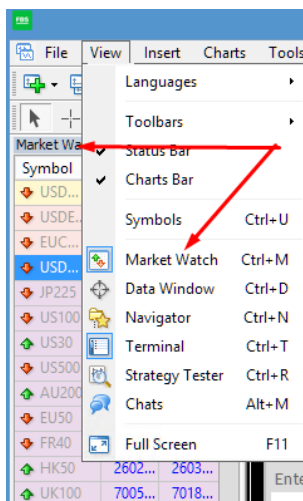 FBS
File View Insert Charts Tools
Languages
Toolbars
Market Wa
Status Bar
Symbol
Charts Bar
USD...
USDE..
Symbols Ctrl+U
EUC...
USD...
Market Watch Ctrl+M
JP225
Data Window Ctrl+D
US100
Navigator Ctrl+N
US30
Terminal Ctrl+T
US500
Strategy Tester Ctrl+R
AU200
Chats Alt+M
EU50
FR40
Full Screen F11
HK50 2602... 2603...
UK100 7005... 7018...
Ente